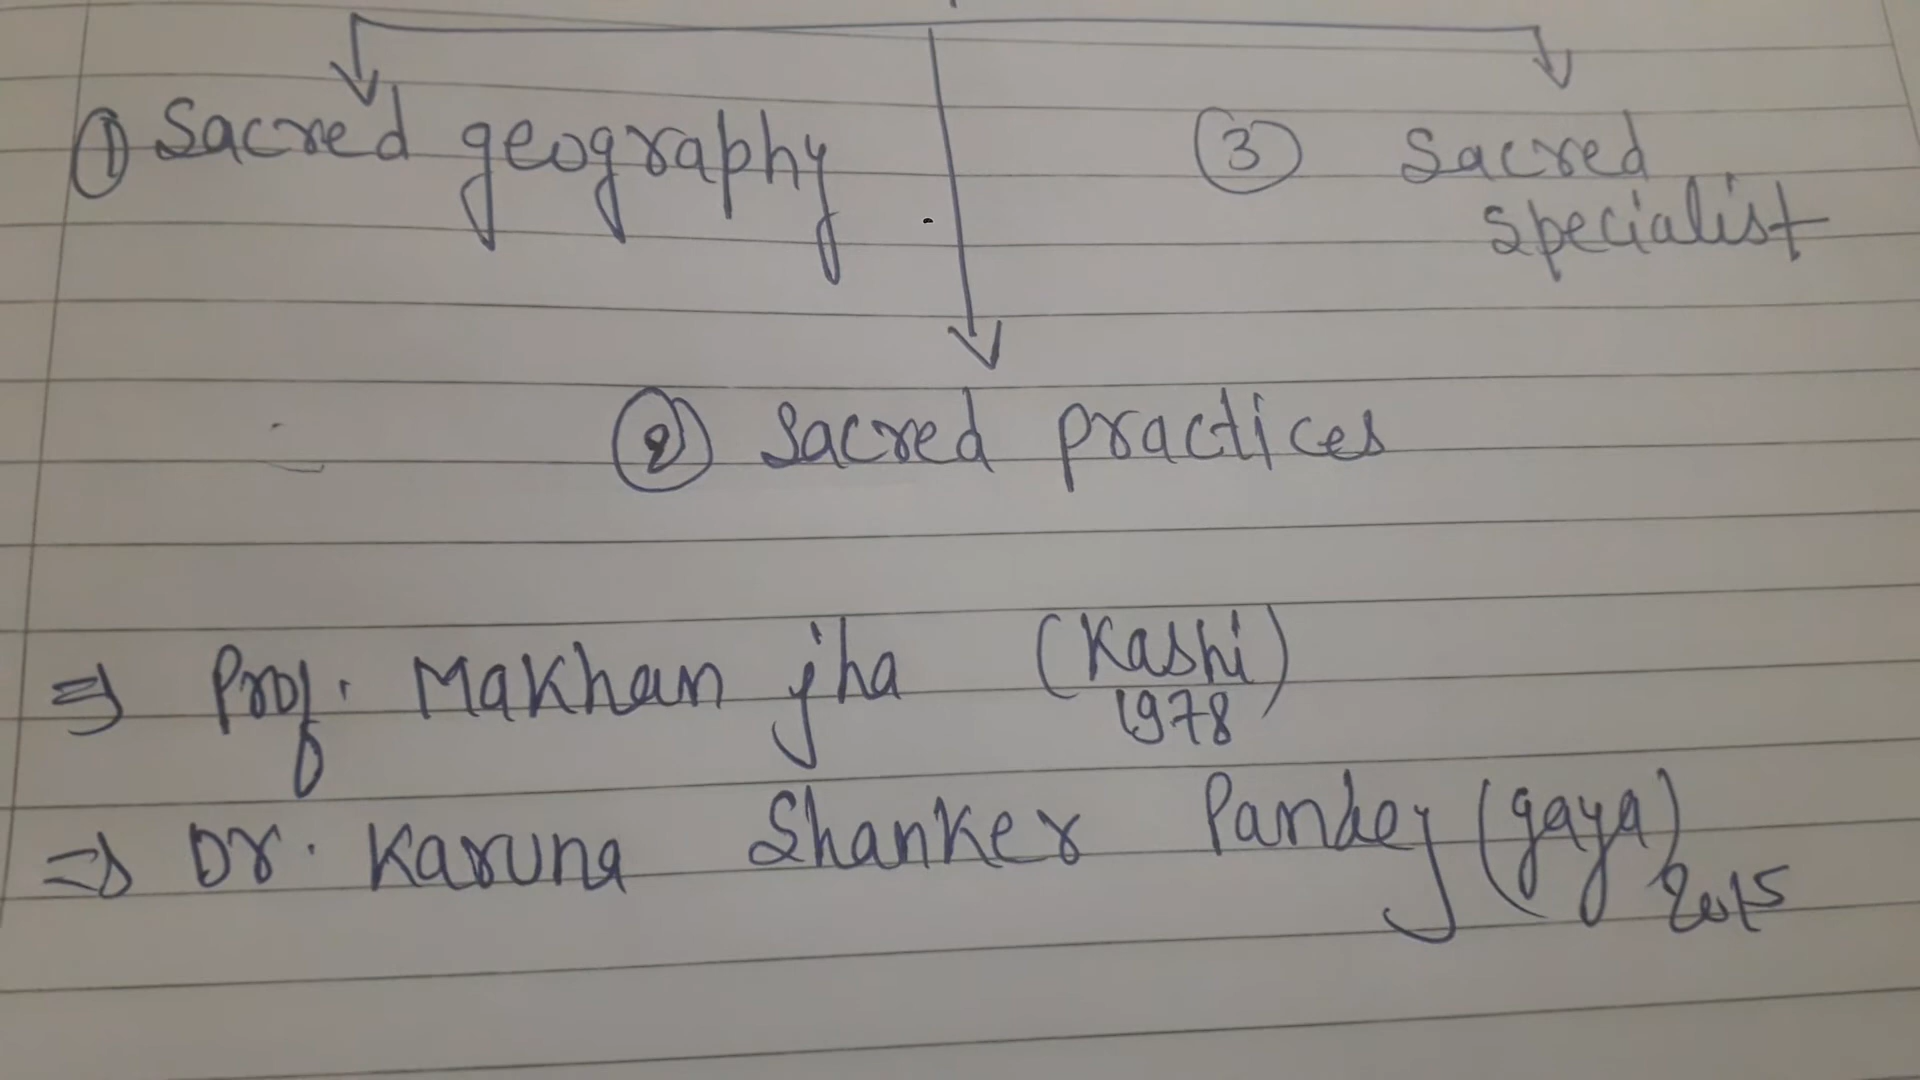 ① Sacred geography
③ Sacred
specialist
② Sacred practices
⇒ Prof. Makhan jha (Kashi)
1978
⇒ Dr. Karuna Shanker Pandey (gaya)
2015